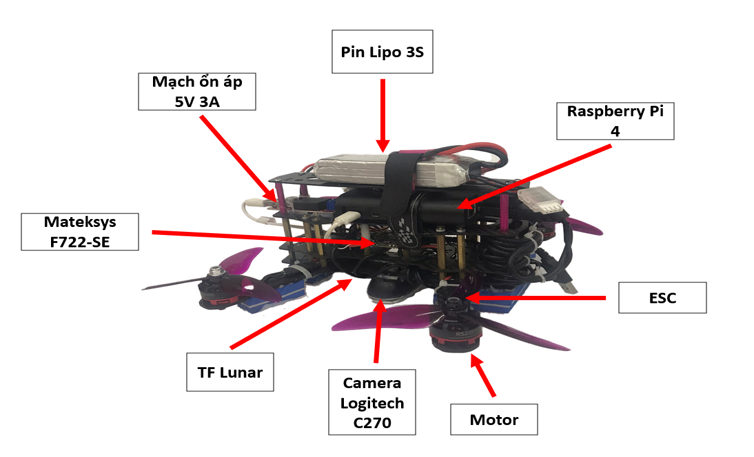 Pin Lipo 3S
Mạch ổn áp
5V 3A
Raspberry Pi
4
Mateksys
F722-SE
ESC
TF Lunar
Camera
Logitech
C270
Motor